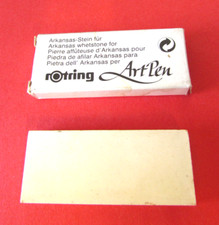 Arkansas-Stein für
Arkansas whetstone for
Pierre affûteuse d'Arkansas pour
Piedra de afilar Arkansas para
Pietra dell' Arkansas per
rotring ArtPen